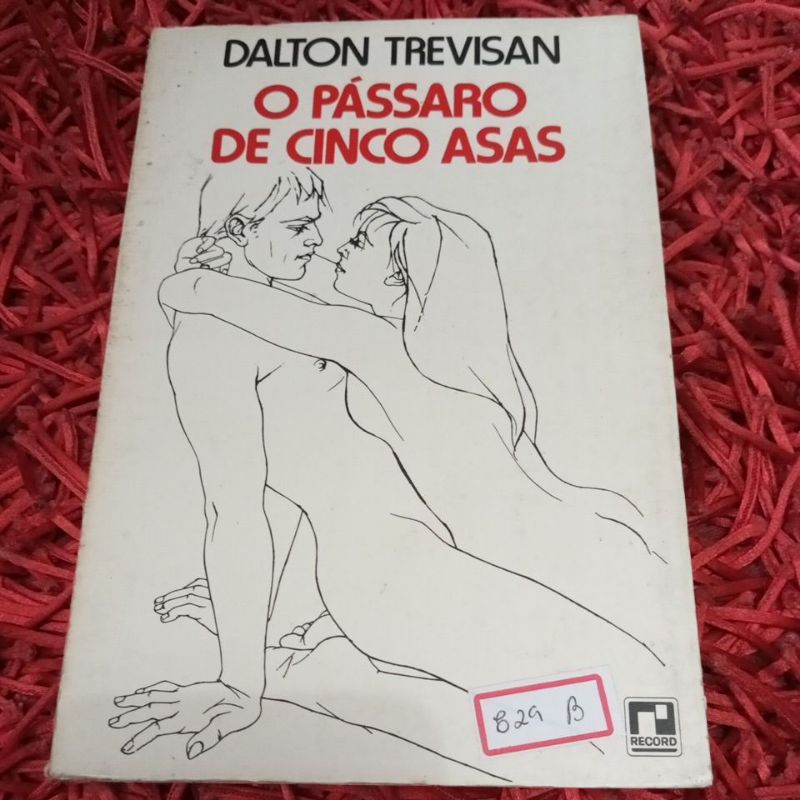 DALTON TREVISAN
O PÁSSARO
DE CINCO ASAS
829 B
RECORD